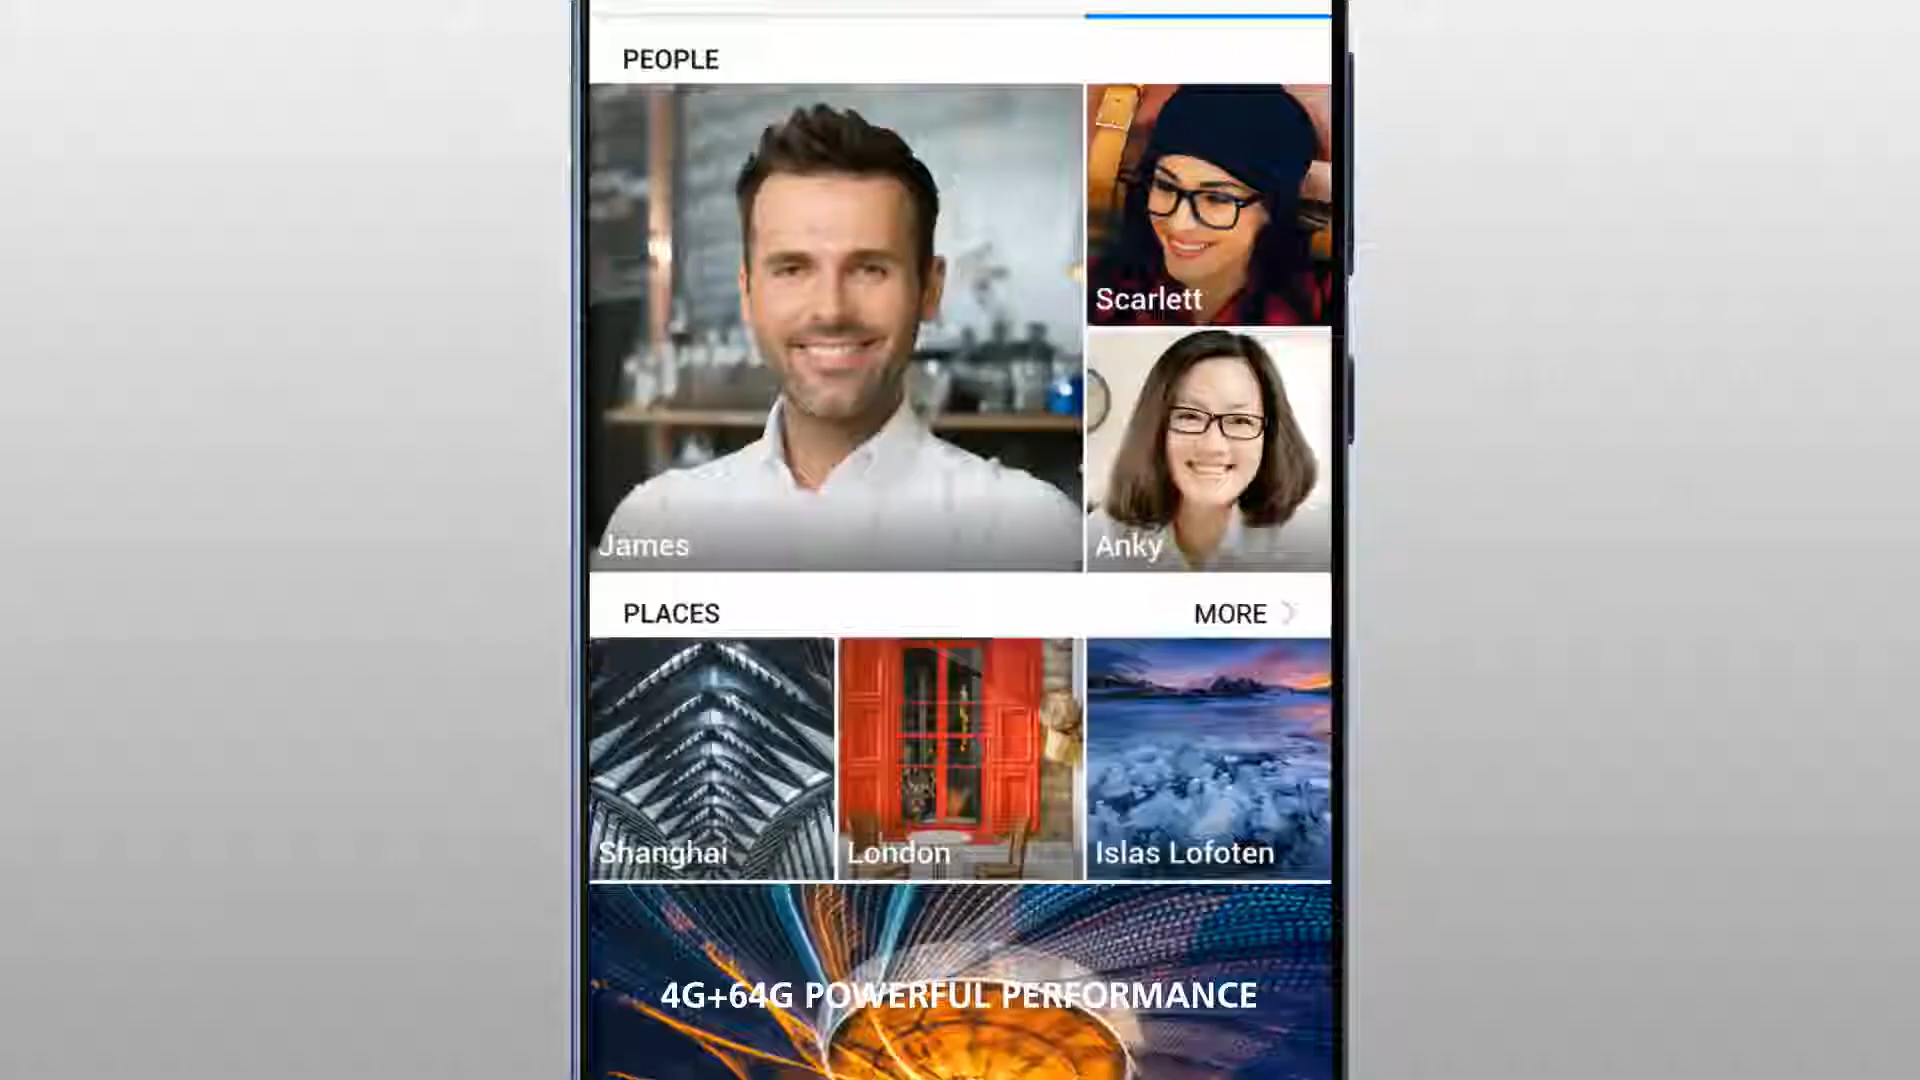 PEOPLE
Scarlett
James
Anky
PLACES
MORE
Shanghai
London
Islas Lofoten
4G+64G POWERFUL PERFORMANCE